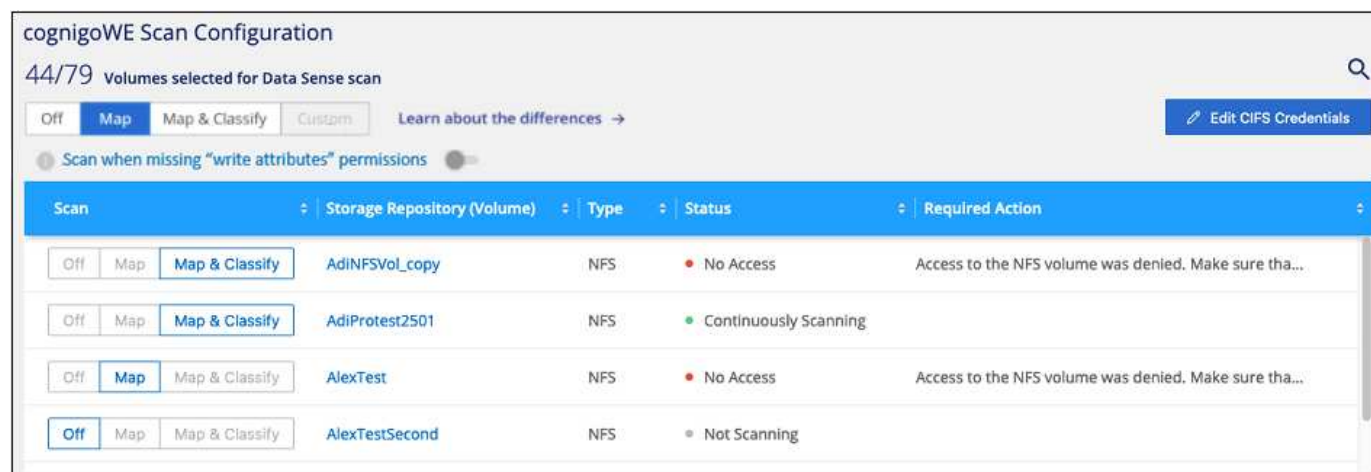 cognigoWE Scan Configuration
44/79 Volumes selected for Data Sense scan
Off Map Map & Classify Custom Learn about the differences → Edit CIFS Credentials
Scan when missing “write attributes” permissions
Scan Storage Repository (Volume) Type Status Required Action
Off Map Map & Classify AdiNFSVol_copy NFS No Access Access to the NFS volume was denied. Make sure tha...
Off Map Map & Classify AdiProtest2501 NFS Continuously Scanning
Off Map Map & Classify AlexTest NFS No Access Access to the NFS volume was denied. Make sure tha...
Off Map Map & Classify AlexTestSecond NFS Not Scanning